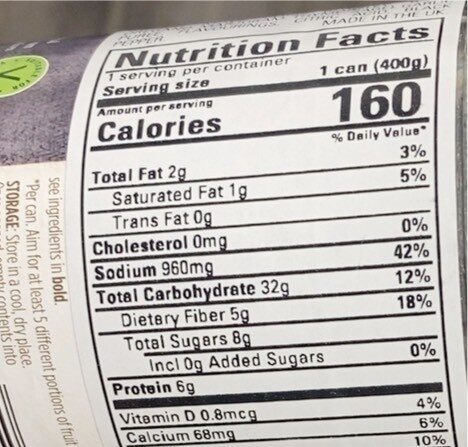 MADE IN THE UK
PEPPER.
Nutrition Facts
1 serving per container
Serving size 1 can (400g)
Amount per serving
Calories 160
% Daily Value*
Total Fat 2g 3%
Saturated Fat 1g 5%
Trans Fat 0g
Cholesterol 0mg 0%
Sodium 960mg 42%
Total Carbohydrate 32g 12%
Dietary Fiber 5g 18%
Total Sugars 8g
Incl 0g Added Sugars 0%
Protein 6g
Vitamin D 0.8mcg 4%
Calcium 68mg 6%
10%
See ingredients in bold.
*Per can. Aim for at least 5 different portions of fruit
STORAGE: Store in a cool, dry place.
contents into